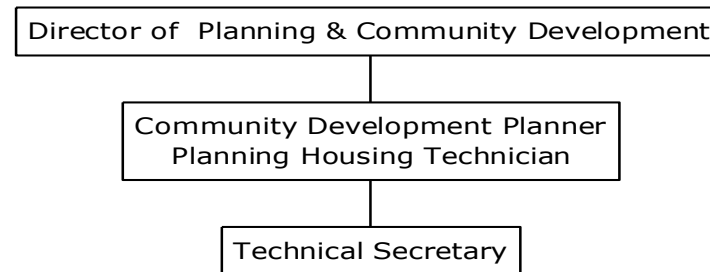 Director of Planning & Community Development
Community Development Planner
Planning Housing Technician
Technical Secretary